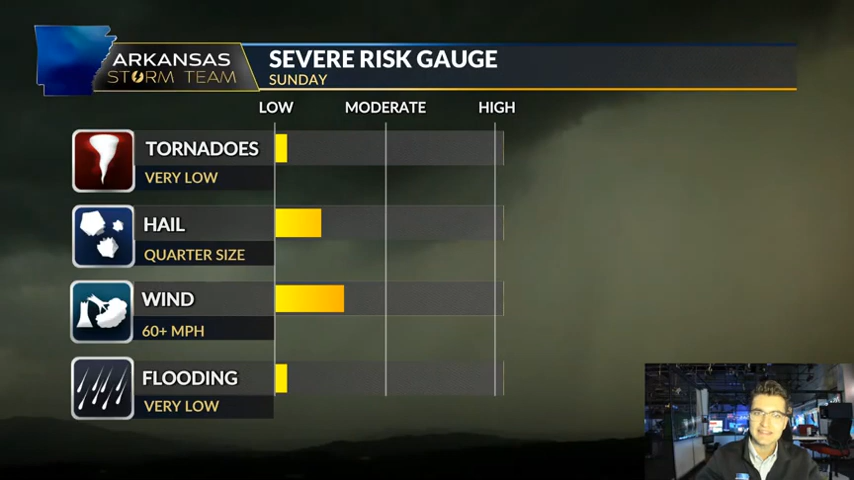 ARKANSAS
STORM TEAM
SEVERE RISK GAUGE
SUNDAY
LOW MODERATE HIGH
TORNADOES
VERY LOW
HAIL
QUARTER SIZE
WIND
60+ MPH
FLOODING
VERY LOW